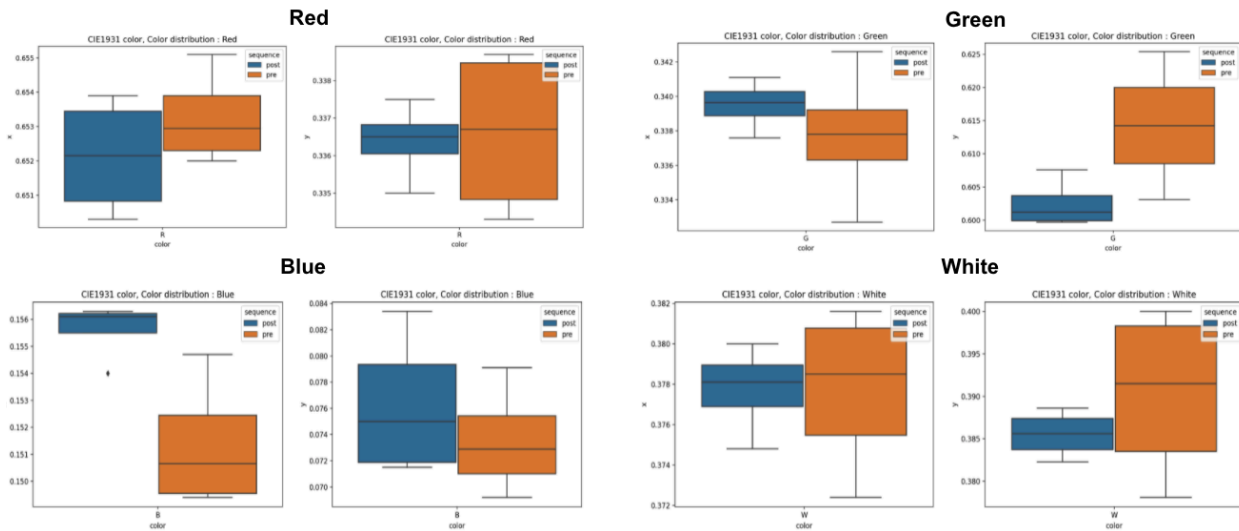 Red
Green
CIE1931 color, Color distribution : Red
0.655
0.654
0.653
0.652
0.651
x
sequence
post
pre
R
color
CIE1931 color, Color distribution : Red
0.338
0.337
0.336
0.335
y
sequence
post
pre
R
color
CIE1931 color, Color distribution : Green
0.342
0.340
0.338
0.336
0.334
x
sequence
post
pre
G
color
CIE1931 color, Color distribution : Green
0.625
0.620
0.615
0.610
0.605
0.600
y
sequence
post
pre
G
color
Blue
White
CIE1931 color, Color distribution : Blue
0.156
0.155
0.154
0.153
0.152
0.151
0.150
x
sequence
post
pre
B
color
CIE1931 color, Color distribution : Blue
0.084
0.082
0.080
0.078
0.076
0.074
0.072
0.070
y
sequence
post
pre
B
color
CIE1931 color, Color distribution : White
0.382
0.380
0.378
0.376
0.374
0.372
x
sequence
post
pre
W
color
CIE1931 color, Color distribution : White
0.400
0.395
0.390
0.385
0.380
y
sequence
post
pre
W
color